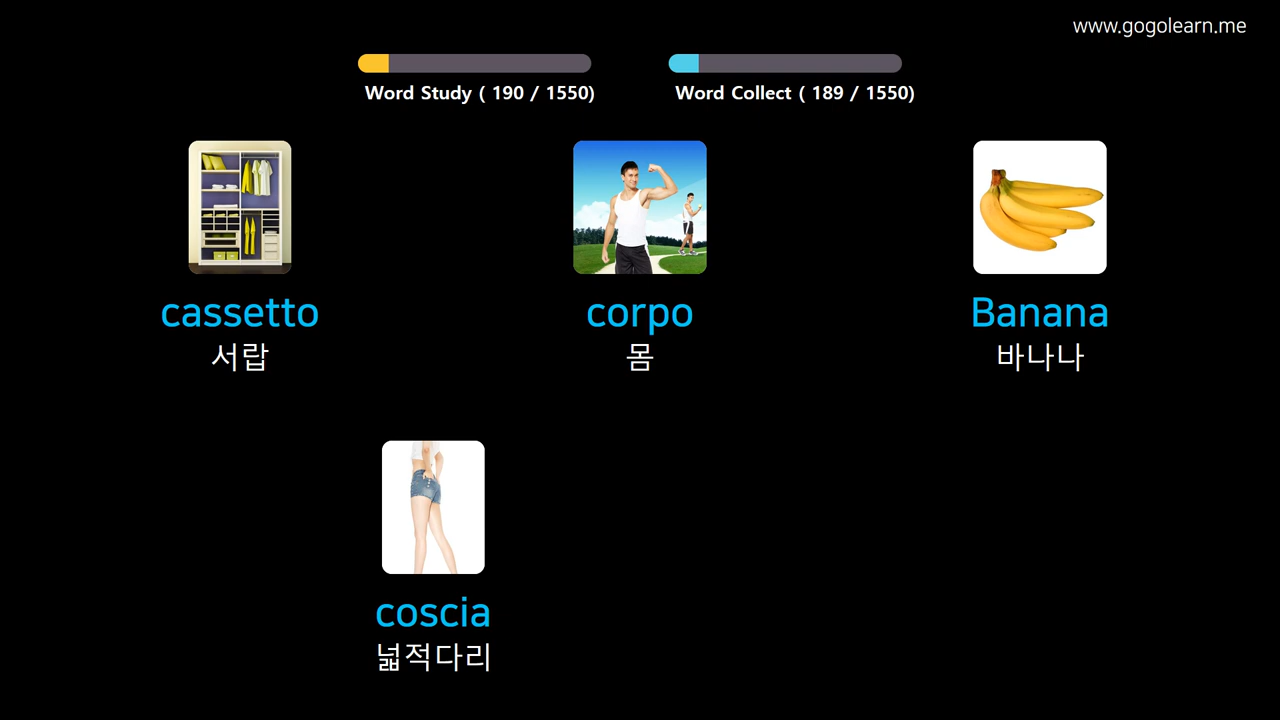 www.gogolearn.me
Word Study ( 190 / 1550)
Word Collect ( 189 / 1550)
cassetto
서랍
corpo
몸
Banana
바나나
coscia
넓적다리